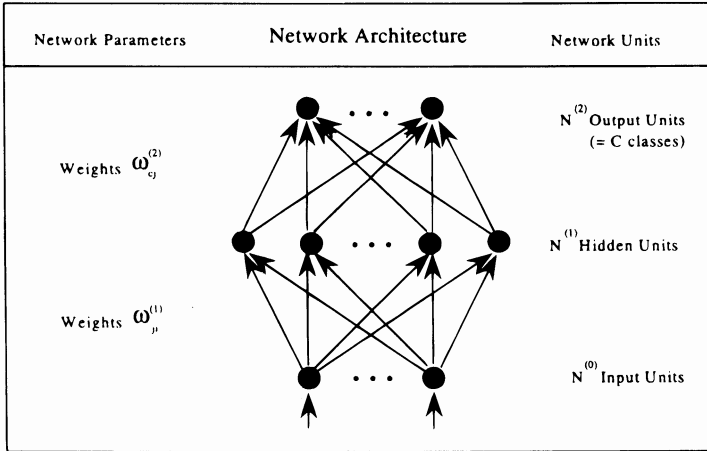 Network Parameters Network Architecture Network Units
N(2) Output Units
(= C classes)
Weights ω(2)cj
N(1) Hidden Units
Weights ω(1)ji
N(0) Input Units